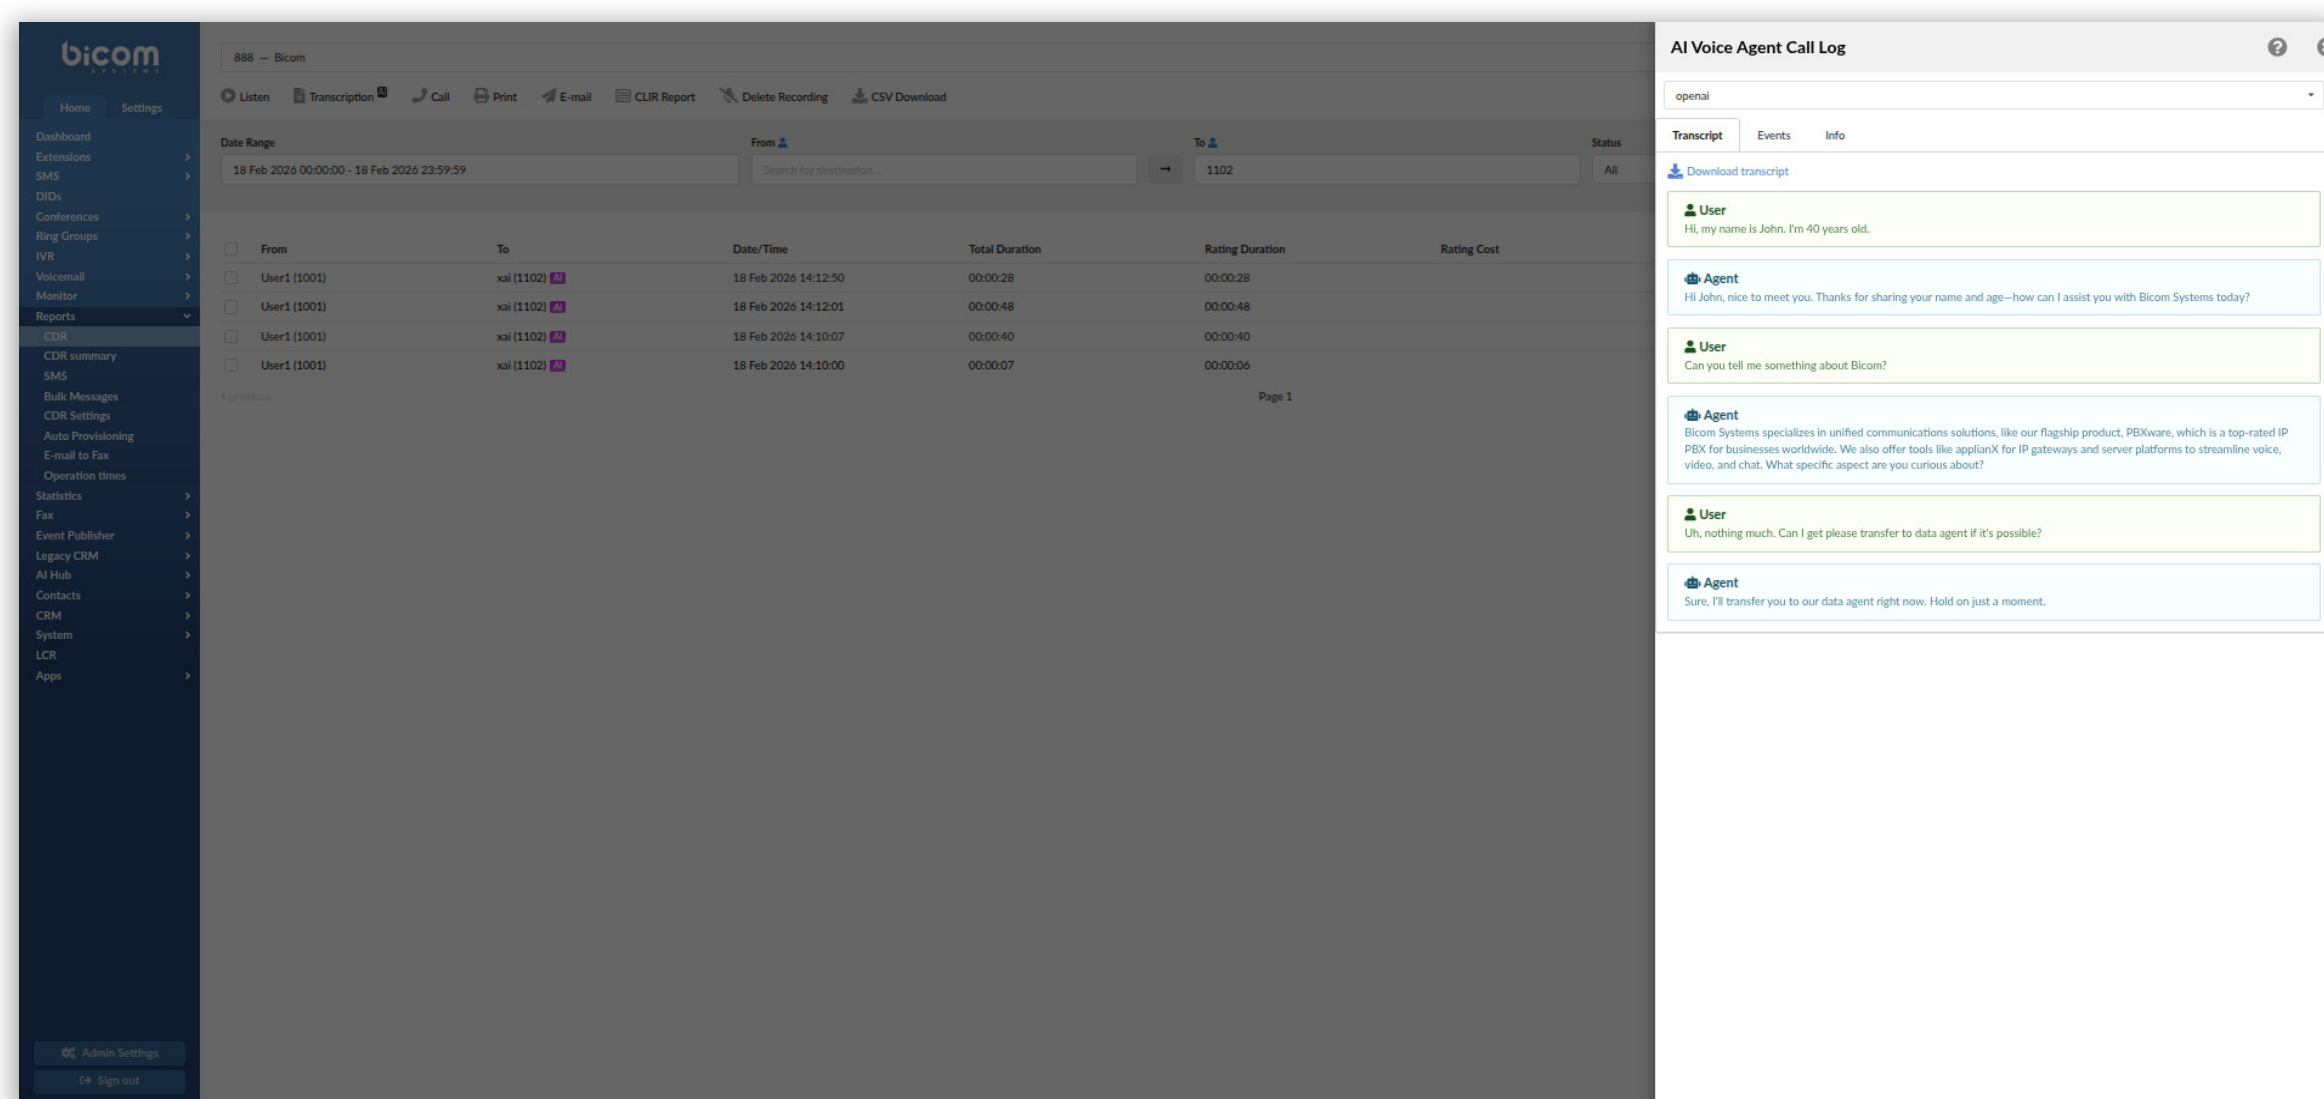 bicom
SYSTEMS
Home Settings
Dashboard
Extensions
SMS
DIDs
Conferences
Ring Groups
IVR
Voicemail
Monitor
Reports
CDR
CDR summary
SMS
Bulk Messages
CDR Settings
Auto Provisioning
E-mail to Fax
Operation times
Statistics
Fax
Event Publisher
Legacy CRM
AI Hub
Contacts
CRM
System
LCR
Apps
Admin Settings
Sign out
888 — Bicom
Listen Transcription AI Call Print E-mail CLIR Report Delete Recording CSV Download
Date Range From To Status
18 Feb 2026 00:00:00 - 18 Feb 2026 23:59:59 Search for destination... 1102 All
From To Date/Time Total Duration Rating Duration Rating Cost
User1 (1001) xai (1102) AI 18 Feb 2026 14:12:50 00:00:28 00:00:28
User1 (1001) xai (1102) AI 18 Feb 2026 14:12:01 00:00:48 00:00:48
User1 (1001) xai (1102) AI 18 Feb 2026 14:10:07 00:00:40 00:00:40
User1 (1001) xai (1102) AI 18 Feb 2026 14:10:00 00:00:07 00:00:06
previous Page 1
AI Voice Agent Call Log
openai
Transcript Events Info
Download transcript
User
Hi, my name is John. I'm 40 years old.
Agent
Hi John, nice to meet you. Thanks for sharing your name and age—how can I assist you with Bicom Systems today?
User
Can you tell me something about Bicom?
Agent
Bicom Systems specializes in unified communications solutions, like our flagship product, PBXware, which is a top-rated IP
PBX for businesses worldwide. We also offer tools like applianX for IP gateways and server platforms to streamline voice,
video, and chat. What specific aspect are you curious about?
User
Uh, nothing much. Can I get please transfer to data agent if it's possible?
Agent
Sure, I'll transfer you to our data agent right now. Hold on just a moment.